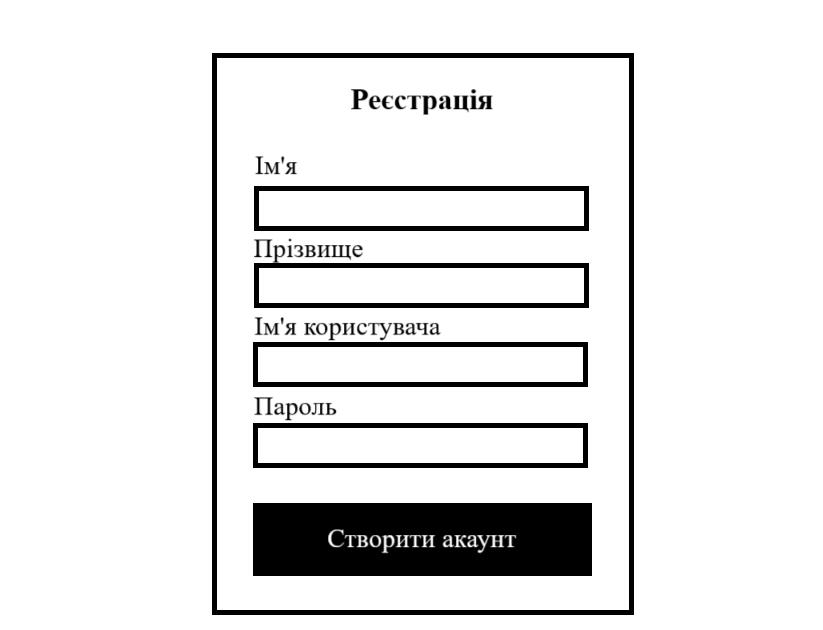 Реєстрація
Ім'я
Прізвище
Ім'я користувача
Пароль
Створити акаунт